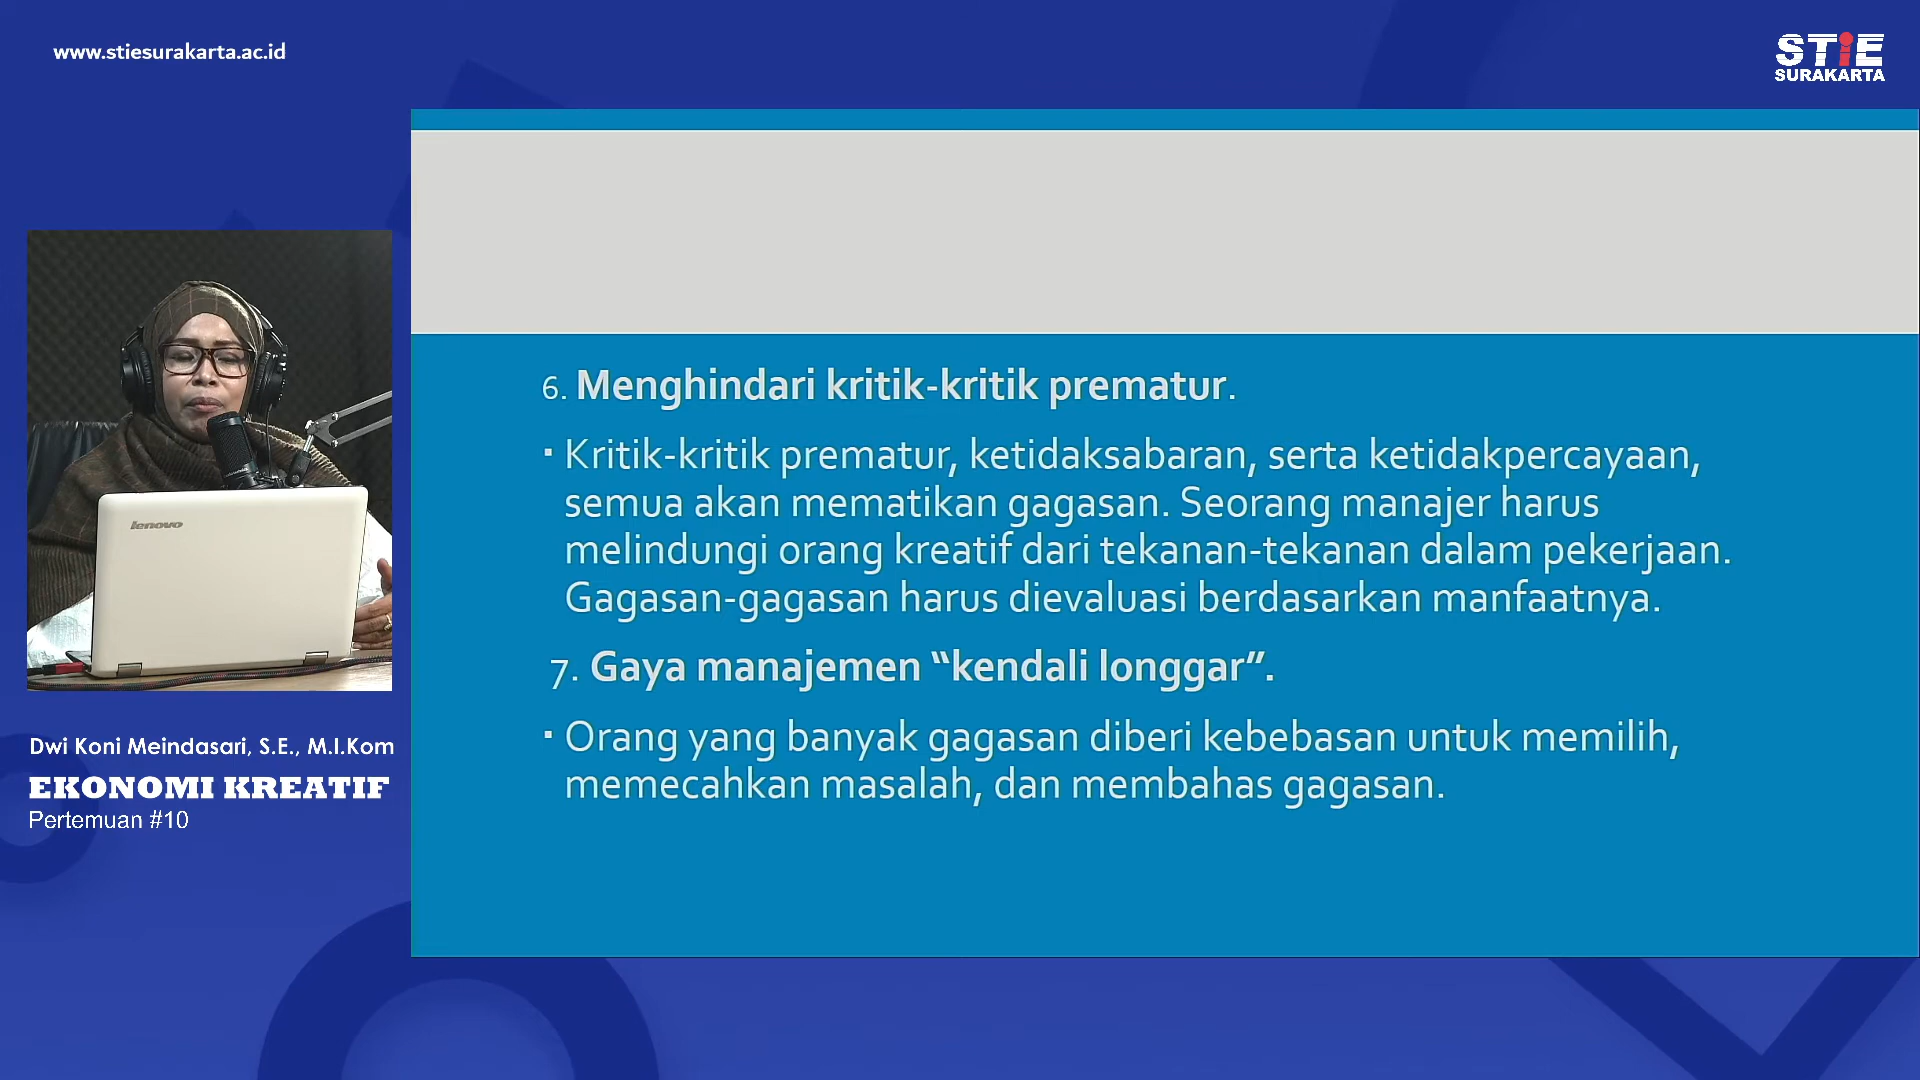 www.stiesurakarta.ac.id
STiE
SURAKARTA
6. Menghindari kritik-kritik prematur.
▪ Kritik-kritik prematur, ketidaksabaran, serta ketidakpercayaan,
semua akan mematikan gagasan. Seorang manajer harus
melindungi orang kreatif dari tekanan-tekanan dalam pekerjaan.
Gagasan-gagasan harus dievaluasi berdasarkan manfaatnya.
7. Gaya manajemen “kendali longgar”.
▪ Orang yang banyak gagasan diberi kebebasan untuk memilih,
memecahkan masalah, dan membahas gagasan.
lenovo
Dwi Koni Meindasari, S.E., M.I.Kom
EKONOMI KREATIF
Pertemuan #10